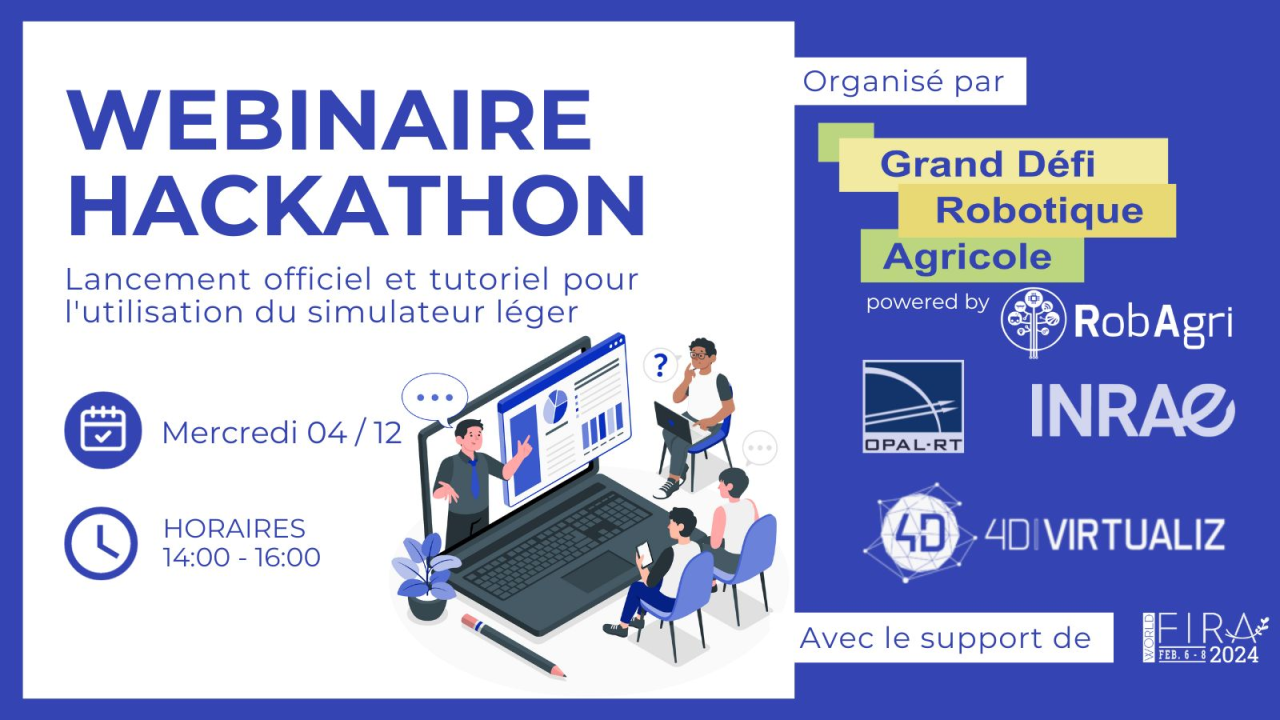 WEBINAIRE
HACKATHON
Lancement officiel et tutoriel pour
l'utilisation du simulateur léger
Mercredi 04 / 12
HORAIRES
14:00 - 16:00
?
Organisé par
Grand Défi
Robotique
Agricole
powered by
RobAgri
OPAL-RT
INRAE
4D
4D|VIRTUALIZ
Avec le support de
WORLD
FIRA
FEB. 6 - 8 2024